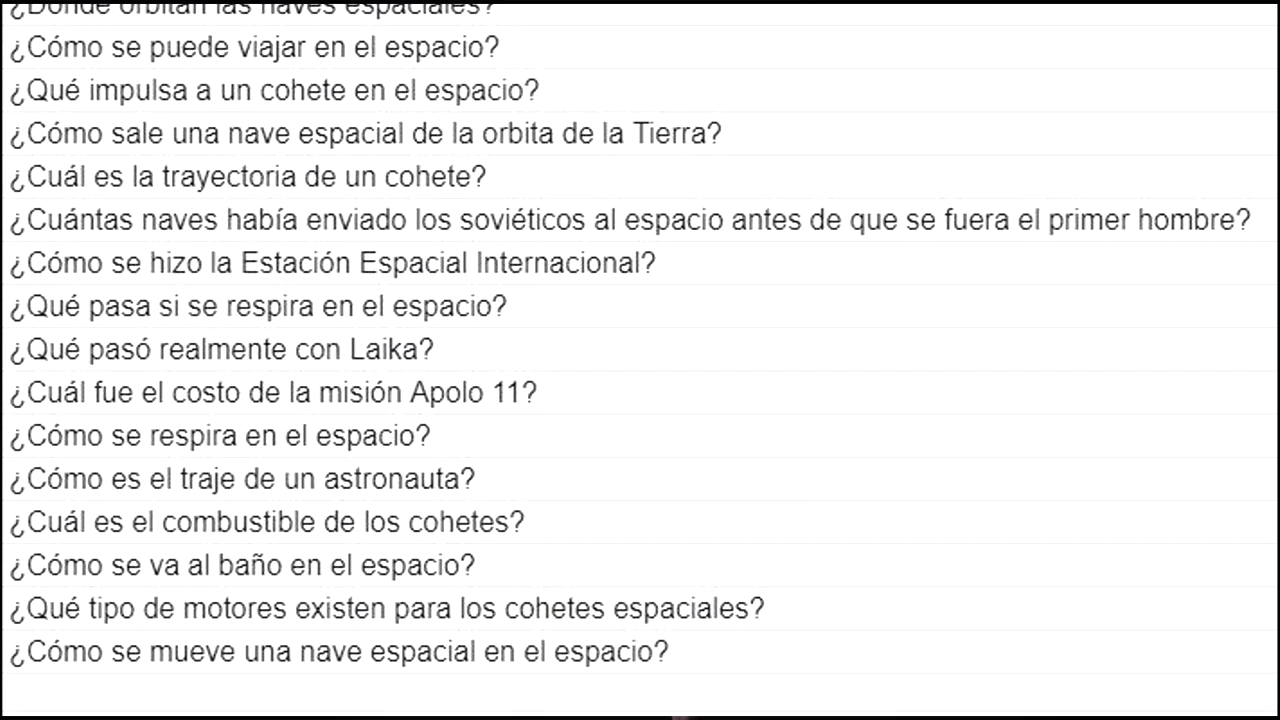 ¿Dónde orbitan las naves espaciales?
¿Cómo se puede viajar en el espacio?
¿Qué impulsa a un cohete en el espacio?
¿Cómo sale una nave espacial de la orbita de la Tierra?
¿Cuál es la trayectoria de un cohete?
¿Cuántas naves había enviado los soviéticos al espacio antes de que se fuera el primer hombre?
¿Cómo se hizo la Estación Espacial Internacional?
¿Qué pasa si se respira en el espacio?
¿Qué pasó realmente con Laika?
¿Cuál fue el costo de la misión Apolo 11?
¿Cómo se respira en el espacio?
¿Cómo es el traje de un astronauta?
¿Cuál es el combustible de los cohetes?
¿Cómo se va al baño en el espacio?
¿Qué tipo de motores existen para los cohetes espaciales?
¿Cómo se mueve una nave espacial en el espacio?